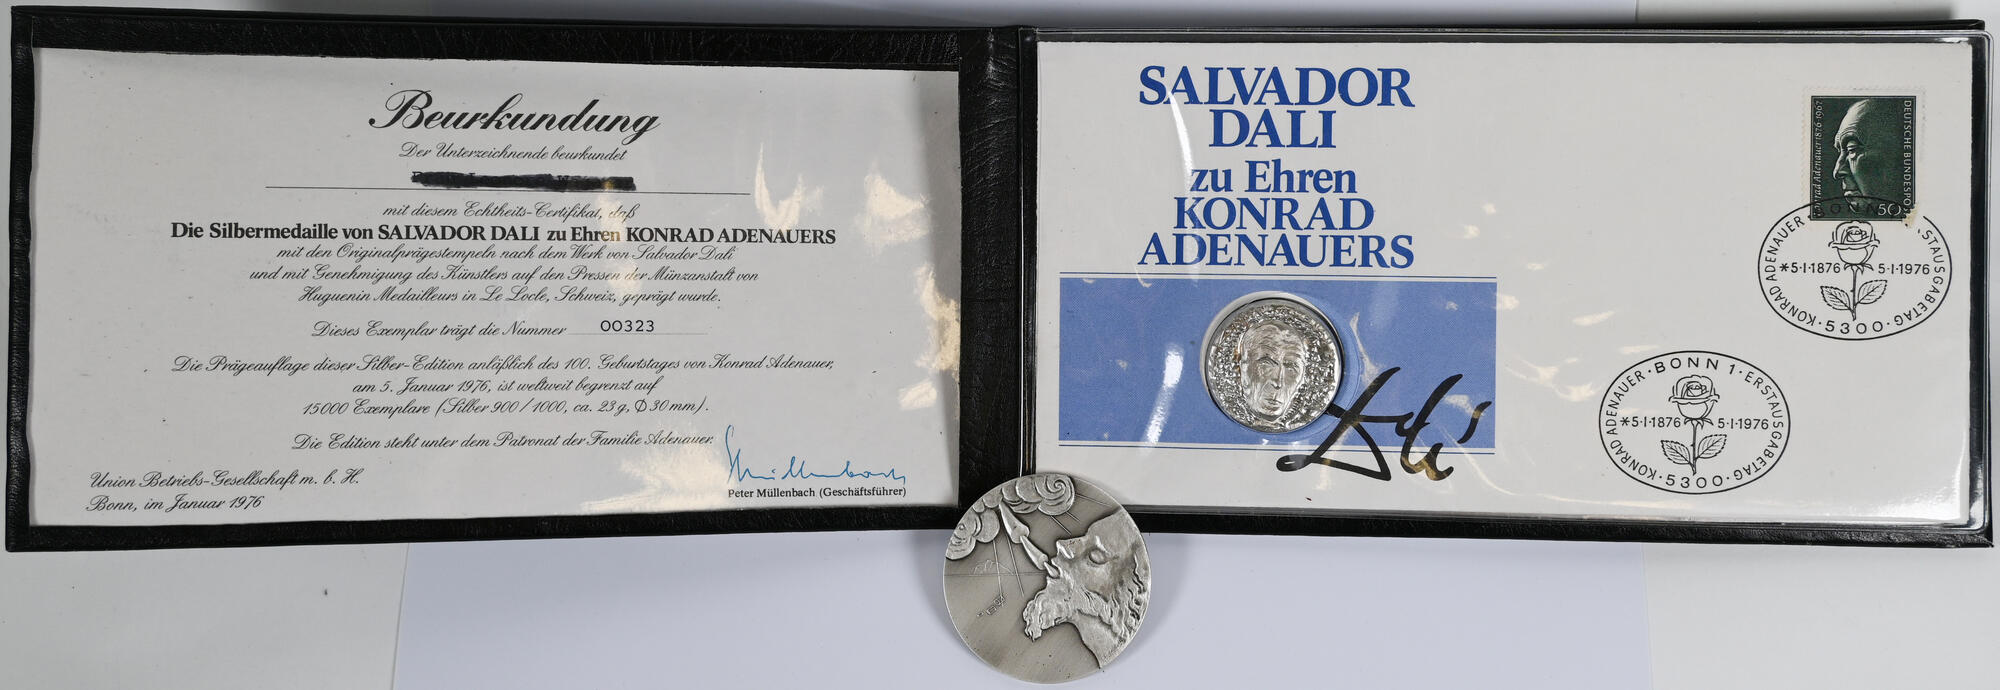 Beurkundung
Der Unterzeichnende beurkundet
mit diesem Echtheits-Certifikat, daß
Die Silbermedaille von SALVADOR DALI zu Ehren KONRAD ADENAUERS
mit den Originalprägestempeln nach dem Werk von Salvador Dali
und mit Genehmigung des Künstlers auf den Pressen der Münzanstalt von
Huguenin Medailleurs in Le Locle, Schweiz, geprägt wurde.
Dieses Exemplar trägt die Nummer 00323
Die Prägeauflage dieser Silber-Edition anläßlich des 100. Geburtstages von Konrad Adenauer,
am 5. Januar 1976, ist weltweit begrenzt auf
15000 Exemplare (Silber 900/1000, ca. 23 g, Ø 30 mm).
Die Edition steht unter dem Patronat der Familie Adenauer.
Union Betriebs-Gesellschaft m. b. H.
Bonn, im Januar 1976
Müllenbach
Peter Müllenbach (Geschäftsführer)
SALVADOR
DALI
zu Ehren
KONRAD
ADENAUERS
Dali
Konrad Adenauer 1876-1967
DEUTSCHE BUNDESPOST
50
KONRAD ADENAUER · BONN 1 · ERSTAUSGABETAG
*5·1·1876 5·1·1976
·5300·
KONRAD ADENAUER · BONN 1 · ERSTAUSGABETAG
*5·1·1876 5·1·1976
·5300·